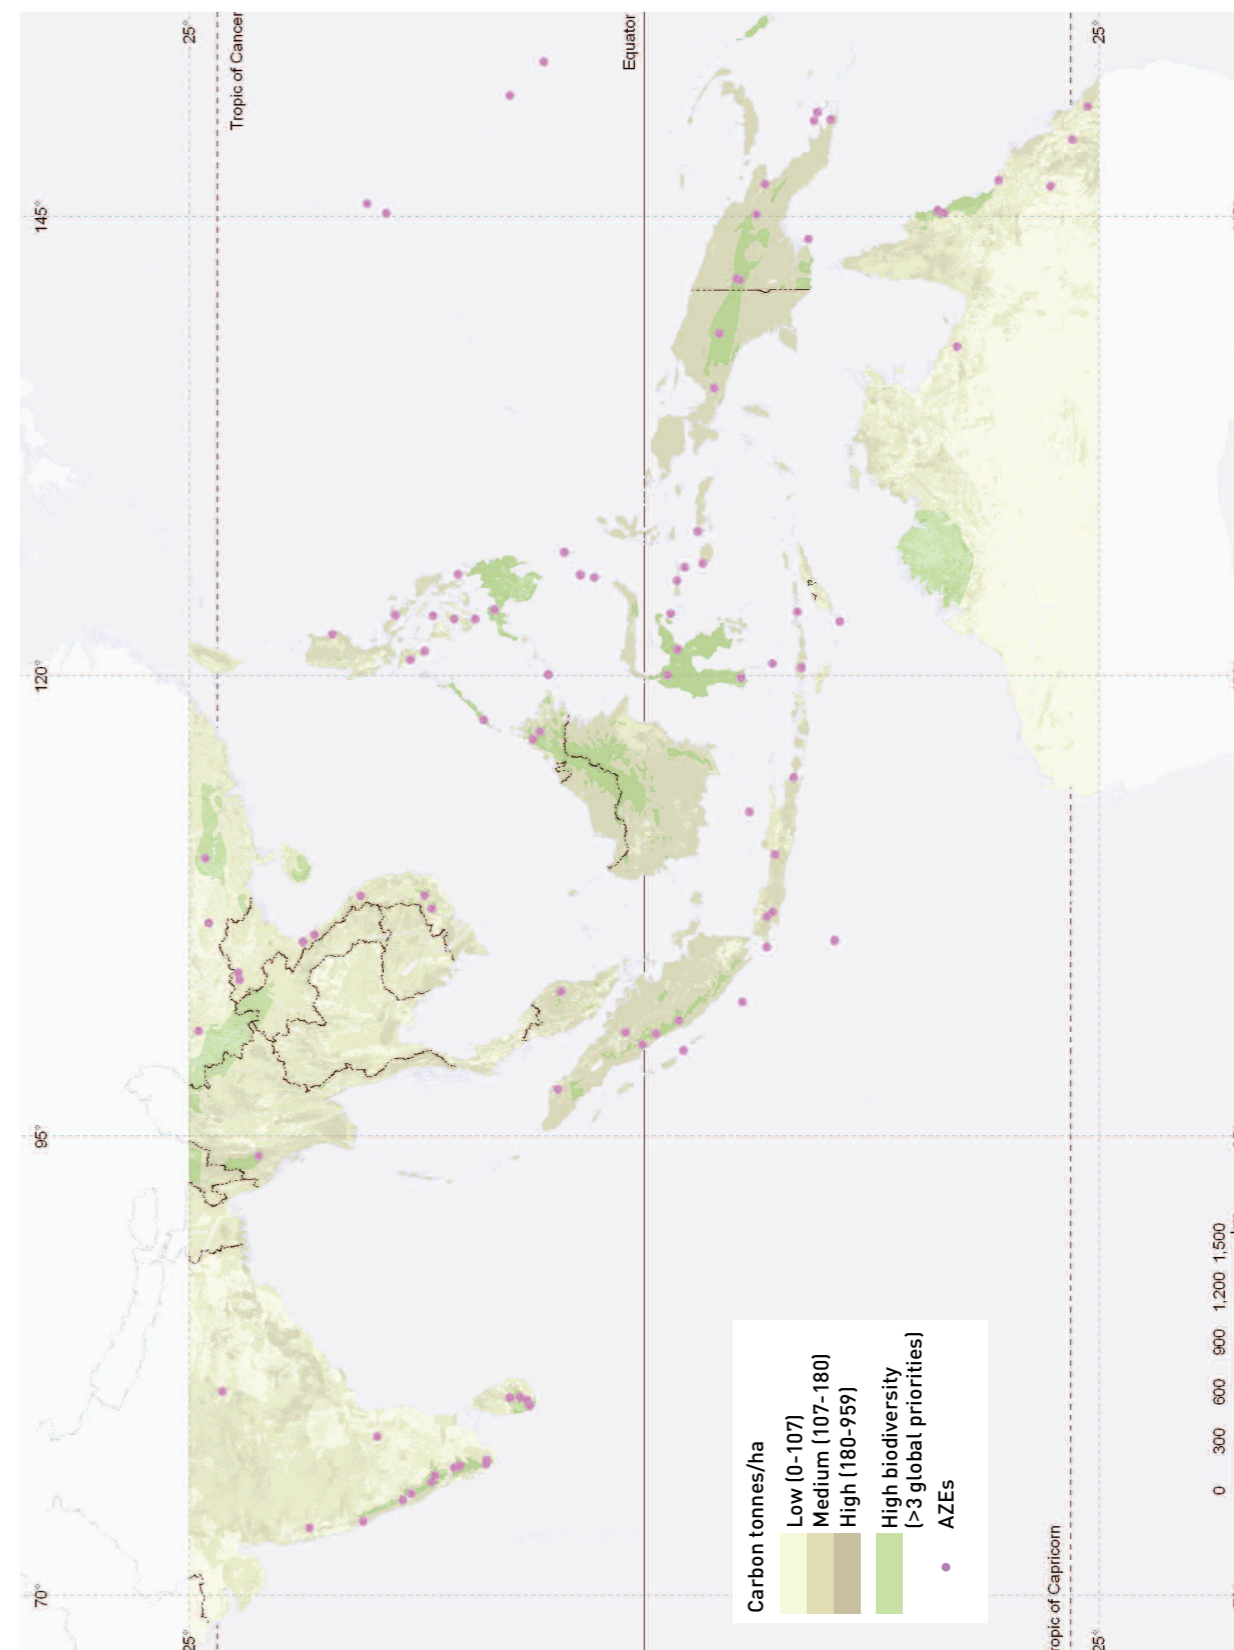 70°
95°
120°
145°
25°
25°
Tropic of Cancer
Equator
Tropic of Capricorn
25°
25°
Carbon tonnes/ha
Low (0-107)
Medium (107-180)
High (180-959)
High biodiversity
(>3 global priorities)
AZEs
0 300 600 900 1,200 1,500